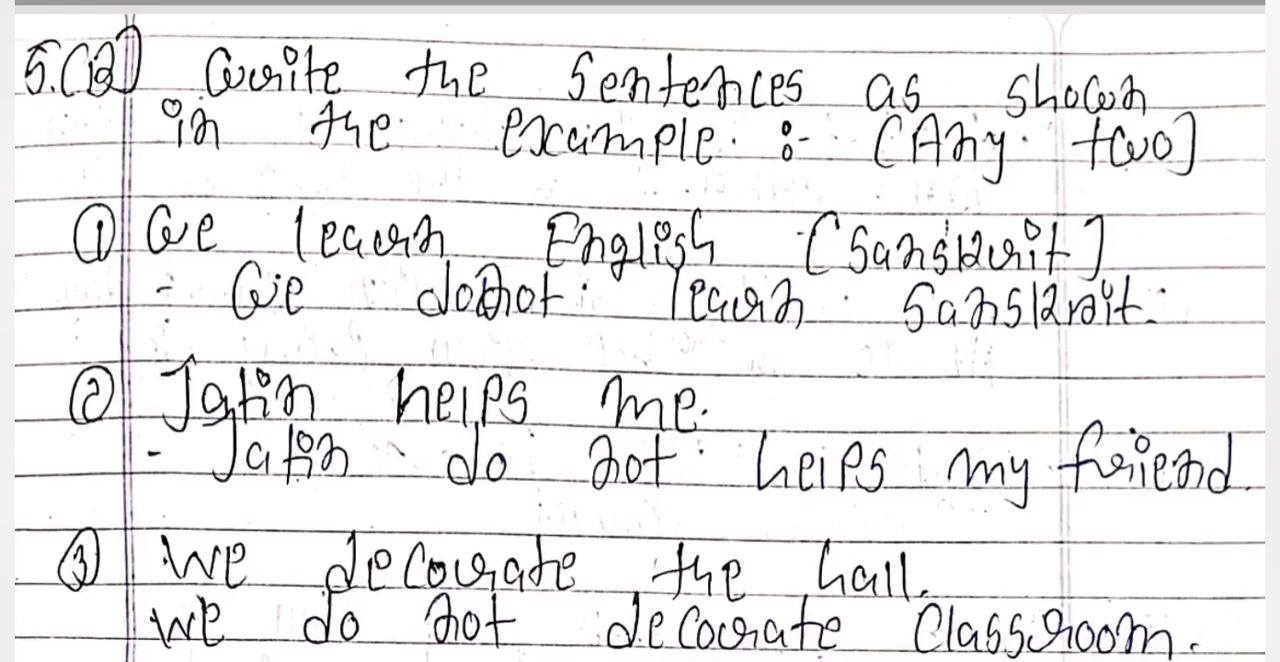 5.(B) Write the Sentences as shown
in the example. :- (Any two)
① We learn English [Sanskrit]
- We donot learn Sanskrit.
② Jatin helps me.
- Jatin do not helps my friend.
③ We decorate the hall.
We do not decorate Classroom.